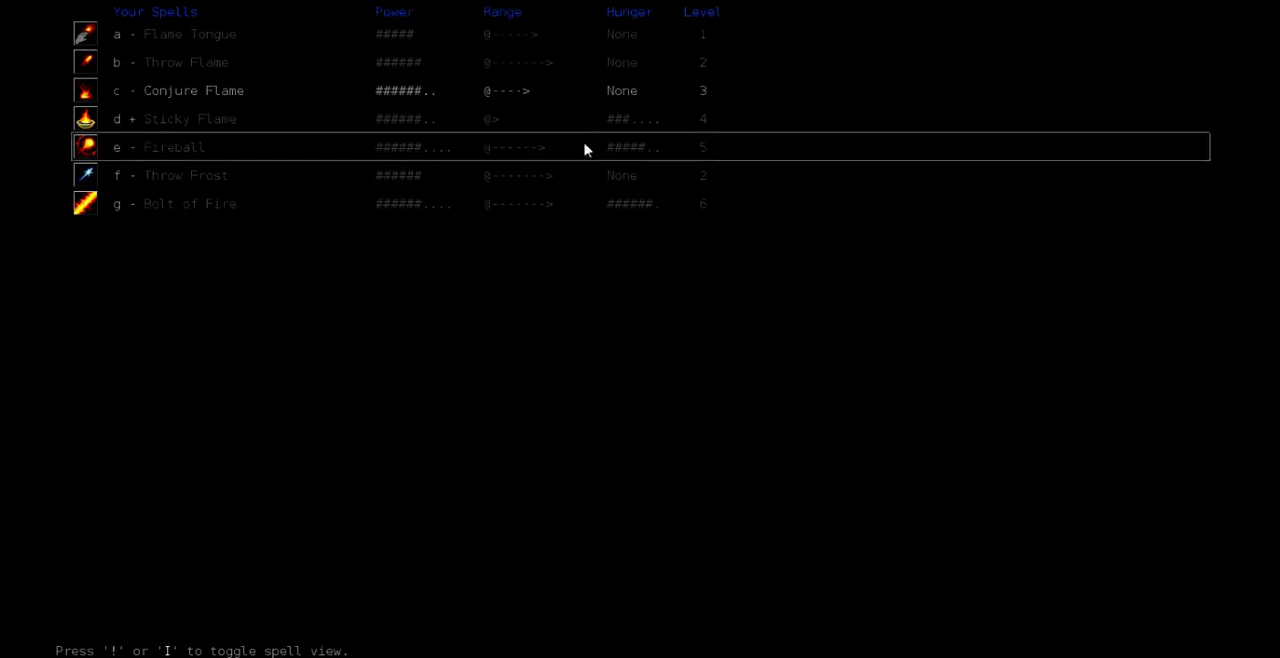 Your Spells Power Range Hunger Level
a - Flame Tongue ##### @-----> None 1
b - Throw Flame ###### @-------> None 2
c - Conjure Flame ######.. @----> None 3
d + Sticky Flame ######.. @> ###.... 4
e - Fireball ######.... @------> #####.. 5
f - Throw Frost ###### @-------> None 2
g - Bolt of Fire ######.... @-------> ######. 6
Press '!' or 'I' to toggle spell view.